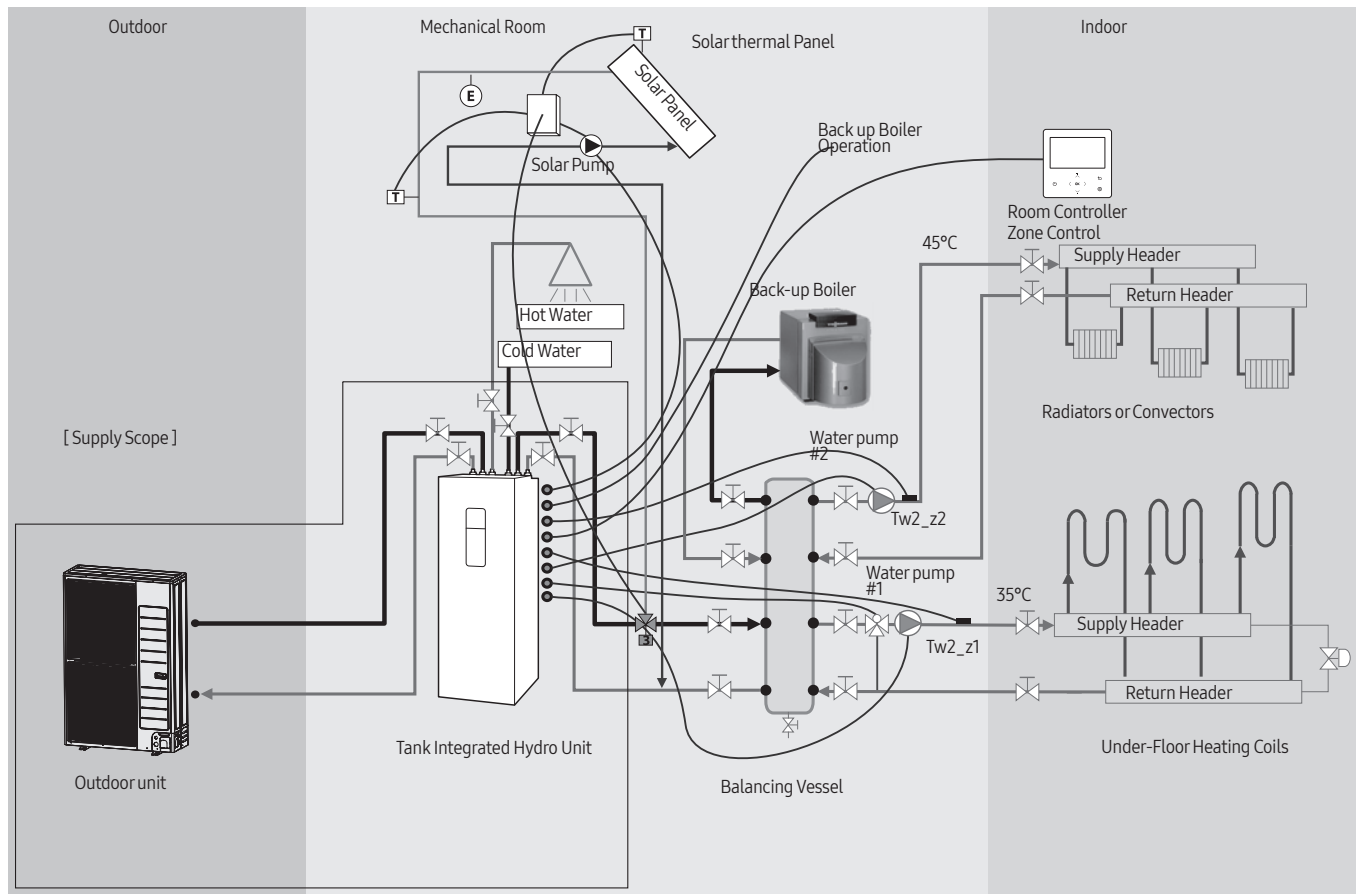 Outdoor
Mechanical Room
Indoor
T
Solar thermal Panel
Solar Panel
E
Back up Boiler
Operation
Solar Pump
T
Room Controller
Zone Control
45°C
Supply Header
Back-up Boiler
Return Header
Hot Water
Cold Water
Radiators or Convectors
[ Supply Scope ]
Water pump
#2
Tw2_z2
Water pump
#1
35°C
Supply Header
3
Tw2_z1
Return Header
Tank Integrated Hydro Unit
Under-Floor Heating Coils
Outdoor unit
Balancing Vessel